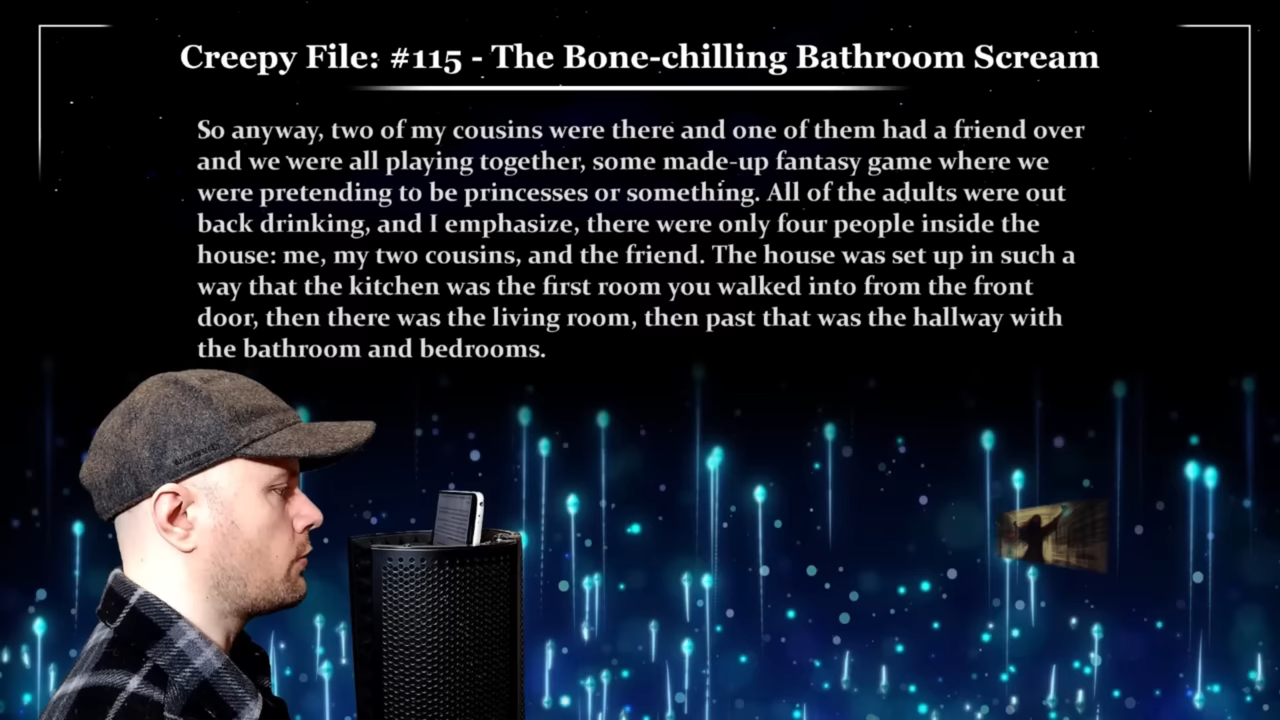 Creepy File: #115 - The Bone-chilling Bathroom Scream
So anyway, two of my cousins were there and one of them had a friend over
and we were all playing together, some made-up fantasy game where we
were pretending to be princesses or something. All of the adults were out
back drinking, and I emphasize, there were only four people inside the
house: me, my two cousins, and the friend. The house was set up in such a
way that the kitchen was the first room you walked into from the front
door, then there was the living room, then past that was the hallway with
the bathroom and bedrooms.